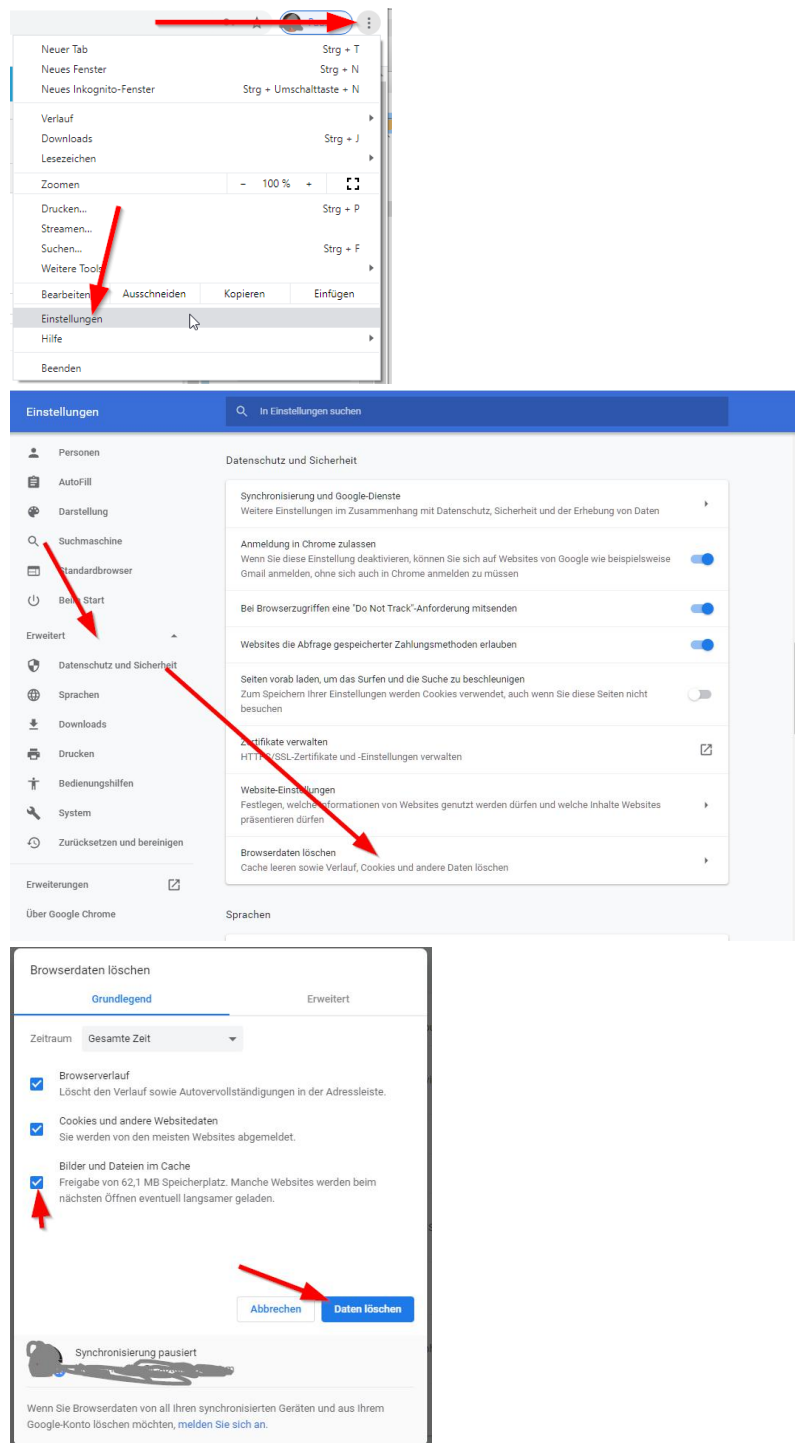 Neuer Tab Strg + T
Neues Fenster Strg + N
Neues Inkognito-Fenster Strg + Umschalttaste + N
Verlauf
Downloads Strg + J
Lesezeichen
Zoomen - 100 % +
Drucken... Strg + P
Streamen...
Suchen... Strg + F
Weitere Tools
Bearbeiten Ausschneiden Kopieren Einfügen
Einstellungen
Hilfe
Beenden
Einstellungen
In Einstellungen suchen
Personen
AutoFill
Darstellung
Suchmaschine
Standardbrowser
Beim Start
Erweitert
Datenschutz und Sicherheit
Sprachen
Downloads
Drucken
Bedienungshilfen
System
Zurücksetzen und bereinigen
Erweiterungen
Über Google Chrome
Datenschutz und Sicherheit
Synchronisierung und Google-Dienste
Weitere Einstellungen im Zusammenhang mit Datenschutz, Sicherheit und der Erhebung von Daten
Anmeldung in Chrome zulassen
Wenn Sie diese Einstellung deaktivieren, können Sie sich auf Websites von Google wie beispielsweise
Gmail anmelden, ohne sich auch in Chrome anmelden zu müssen
Bei Browserzugriffen eine "Do Not Track"-Anforderung mitsenden
Websites die Abfrage gespeicherter Zahlungsmethoden erlauben
Seiten vorab laden, um das Surfen und die Suche zu beschleunigen
Zum Speichern Ihrer Einstellungen werden Cookies verwendet, auch wenn Sie diese Seiten nicht
besuchen
Zertifikate verwalten
HTTPS/SSL-Zertifikate und -Einstellungen verwalten
Website-Einstellungen
Festlegen, welche Informationen von Websites genutzt werden dürfen und welche Inhalte Websites
präsentieren dürfen
Browserdaten löschen
Cache leeren sowie Verlauf, Cookies und andere Daten löschen
Sprachen
Browserdaten löschen
Grundlegend Erweitert
Zeitraum Gesamte Zeit
Browserverlauf
Löscht den Verlauf sowie Autovervollständigungen in der Adressleiste.
Cookies und andere Websitedaten
Sie werden von den meisten Websites abgemeldet.
Bilder und Dateien im Cache
Freigabe von 62,1 MB Speicherplatz. Manche Websites werden beim
nächsten Öffnen eventuell langsamer geladen.
Abbrechen Daten löschen
Synchronisierung pausiert
Wenn Sie Browserdaten von all Ihren synchronisierten Geräten und aus Ihrem
Google-Konto löschen möchten, melden Sie sich an.